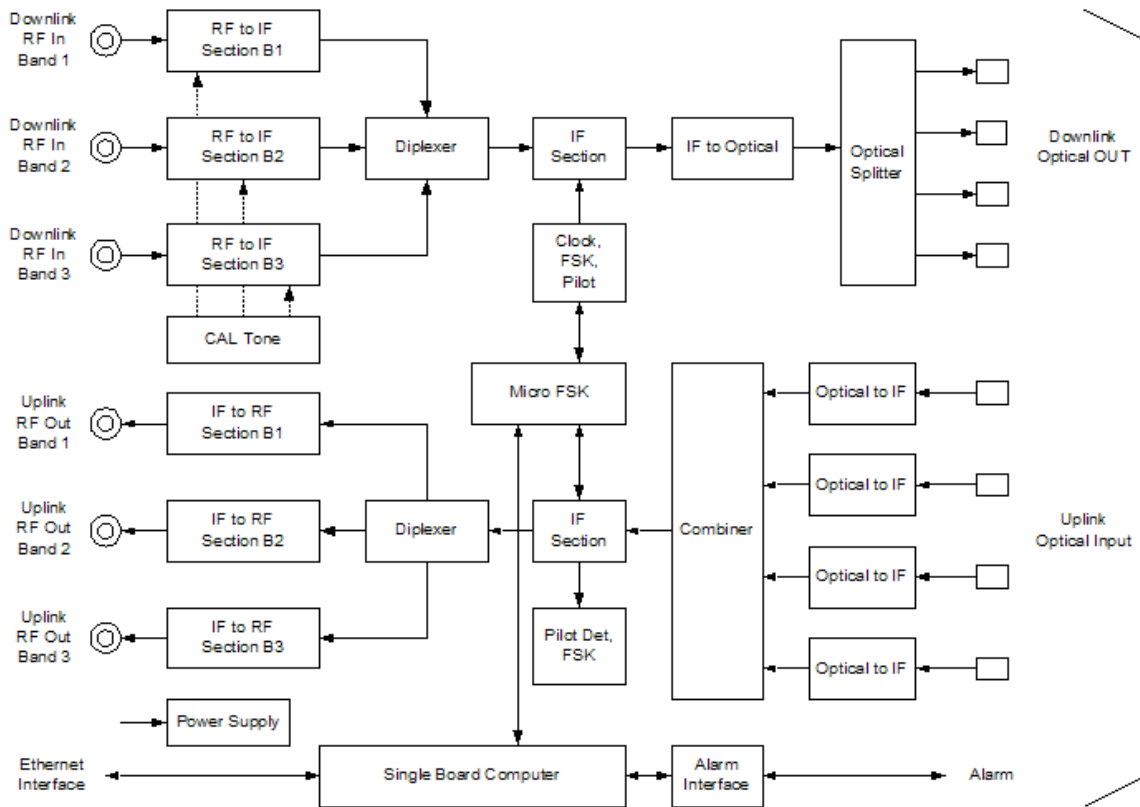 Downlink
RF In
Band 1
RF to IF
Section B1
Downlink
RF In
Band 2
RF to IF
Section B2
Diplexer
IF
Section
IF to Optical
Optical
Splitter
Downlink
Optical OUT
Downlink
RF In
Band 3
RF to IF
Section B3
Clock,
FSK,
Pilot
CAL Tone
Micro FSK
Uplink
RF Out
Band 1
IF to RF
Section B1
Optical to IF
Optical to IF
Uplink
RF Out
Band 2
IF to RF
Section B2
Diplexer
IF
Section
Combiner
Uplink
Optical Input
Optical to IF
Uplink
RF Out
Band 3
IF to RF
Section B3
Pilot Det,
FSK
Optical to IF
Power Supply
Ethernet
Interface
Single Board Computer
Alarm
Interface
Alarm